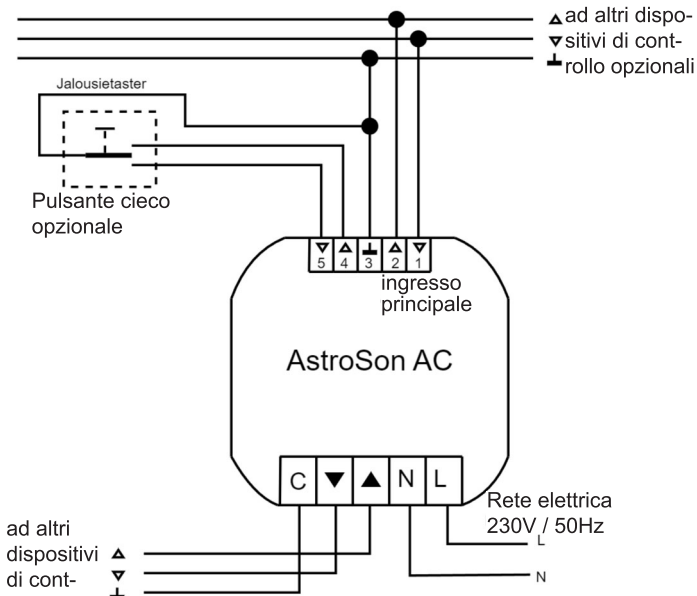 ad altri dispo-
sitivi di cont-
rollo opzionali
Jalousietaster
Pulsante cieco
opzionale
5 4 3 2 1
ingresso
principale
AstroSon AC
C N L
Rete elettrica
230V / 50Hz
L
N
ad altri
dispositivi
di cont-